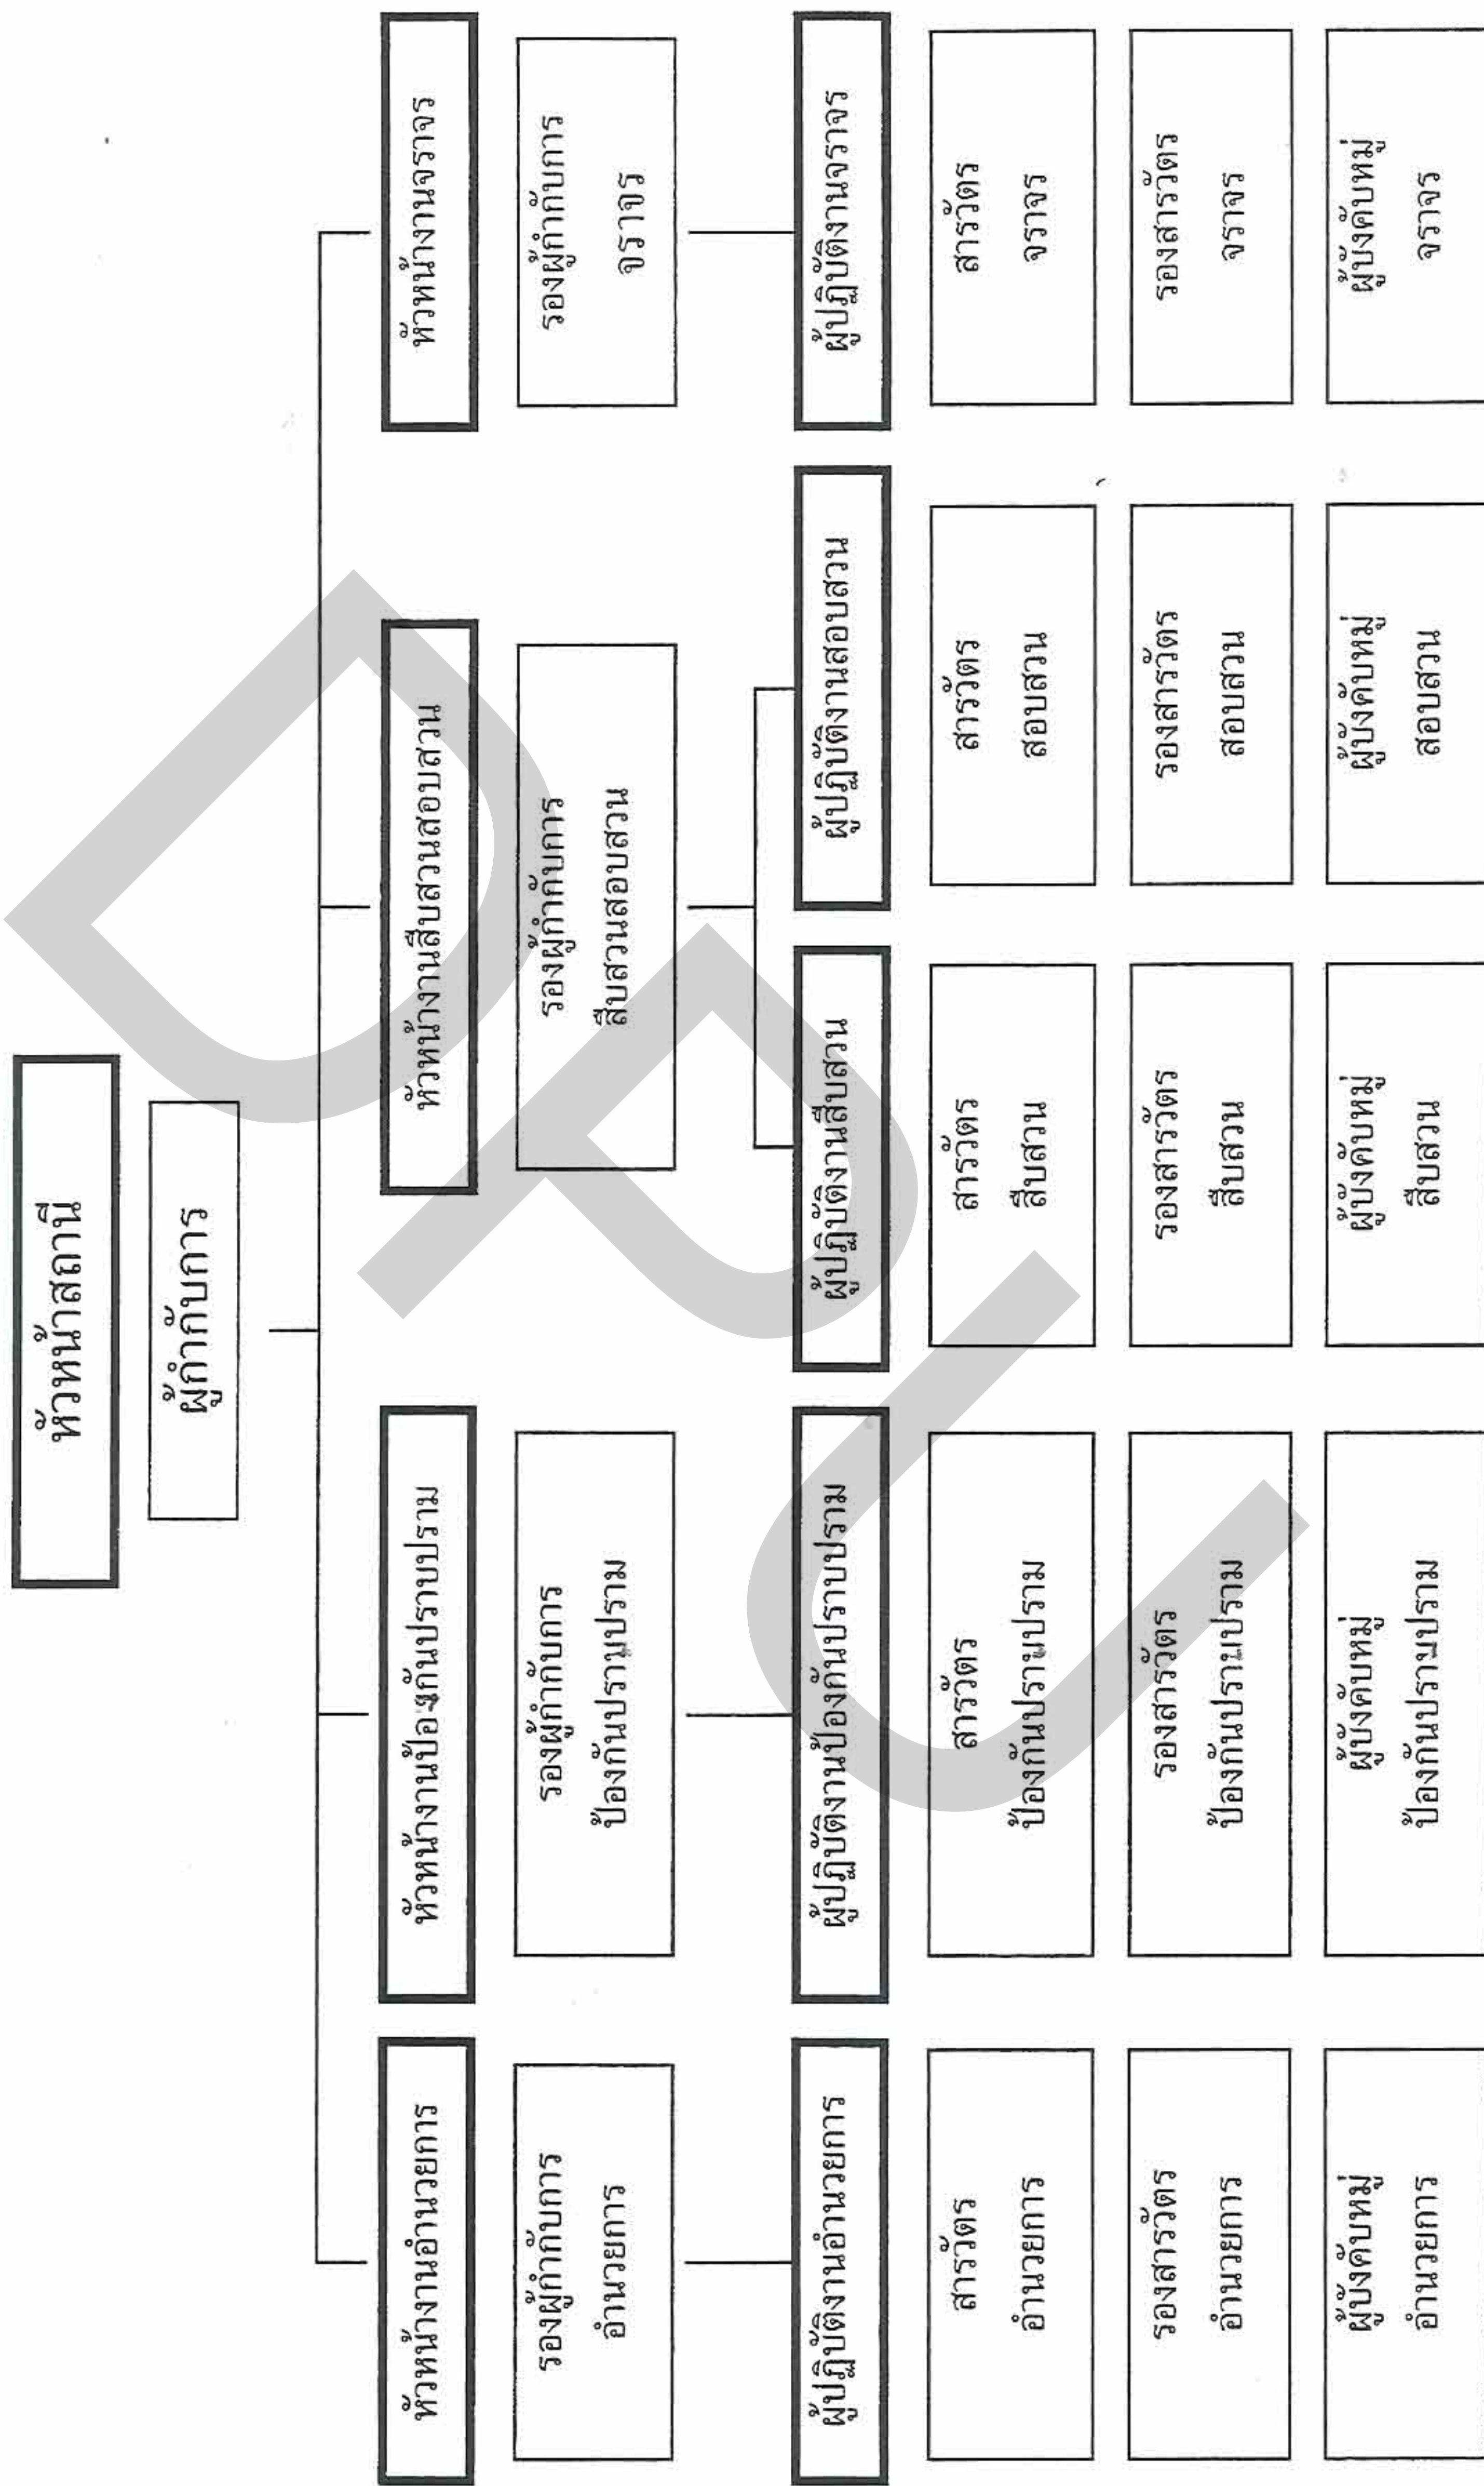 หัวหน้าสถานี
ผู้กำกับการ
หัวหน้างานอำนวยการ
หัวหน้างานป้องกันปราบปราม
หัวหน้างานสืบสวนสอบสวน
หัวหน้างานจราจร
รองผู้กำกับการ
อำนวยการ
รองผู้กำกับการ
ป้องกันปราบปราม
รองผู้กำกับการ
สืบสวนสอบสวน
รองผู้กำกับการ
จราจร
ผู้ปฏิบัติงานอำนวยการ
ผู้ปฏิบัติงานป้องกันปราบปราม
ผู้ปฏิบัติงานสืบสวน
ผู้ปฏิบัติงานสอบสวน
ผู้ปฏิบัติงานจราจร
สารวัตร
อำนวยการ
สารวัตร
ป้องกันปราบปราม
สารวัตร
สืบสวน
สารวัตร
สอบสวน
สารวัตร
จราจร
รองสารวัตร
อำนวยการ
รองสารวัตร
ป้องกันปราบปราม
รองสารวัตร
สืบสวน
รองสารวัตร
สอบสวน
รองสารวัตร
จราจร
ผู้บังคับหมู่
อำนวยการ
ผู้บังคับหมู่
ป้องกันปราบปราม
ผู้บังคับหมู่
สืบสวน
ผู้บังคับหมู่
สอบสวน
ผู้บังคับหมู่
จราจร
DPU